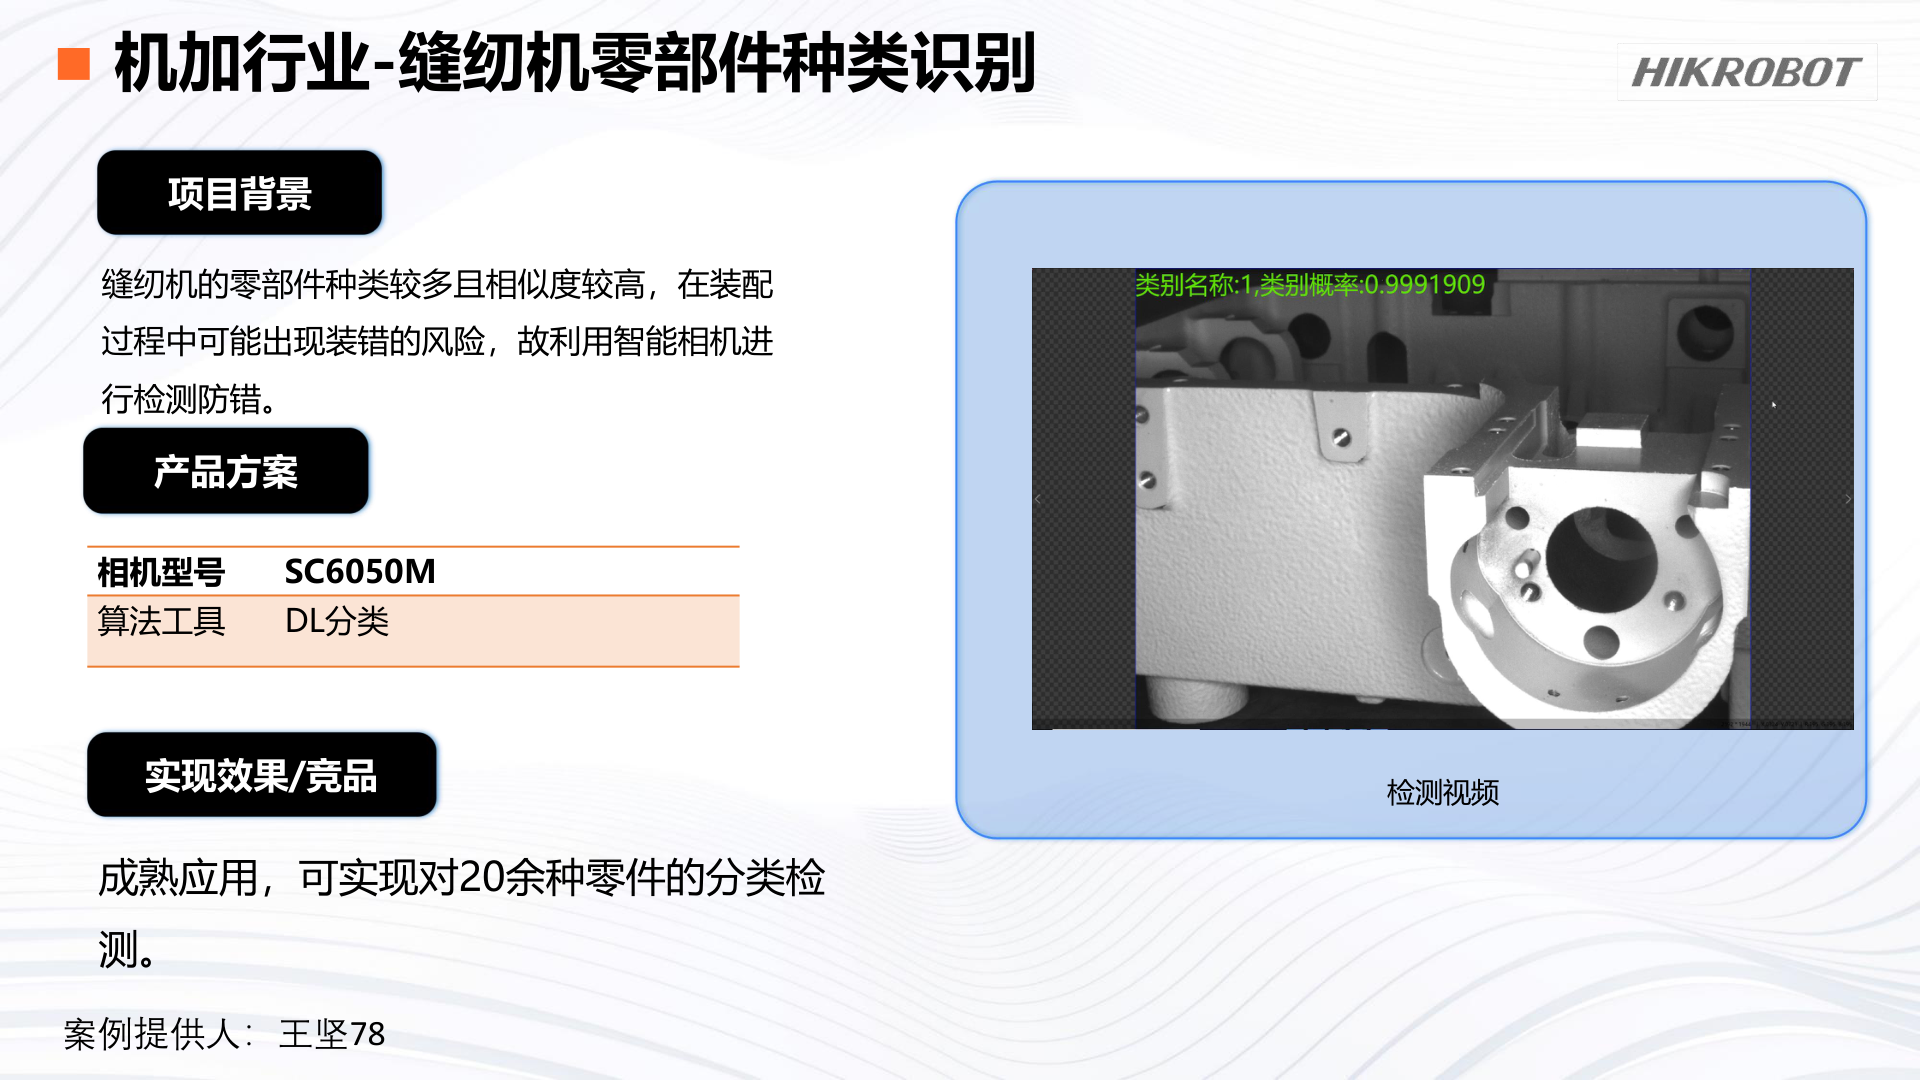 机加行业-缝纫机零部件种类识别
HIKROBOT
项目背景
缝纫机的零部件种类较多且相似度较高，在装配
过程中可能出现装错的风险，故利用智能相机进
行检测防错。
产品方案
相机型号 SC6050M
算法工具 DL分类
实现效果/竞品
成熟应用，可实现对20余种零件的分类检
测。
案例提供人：王坚78
类别名称:1,类别概率:0.9991909
检测视频